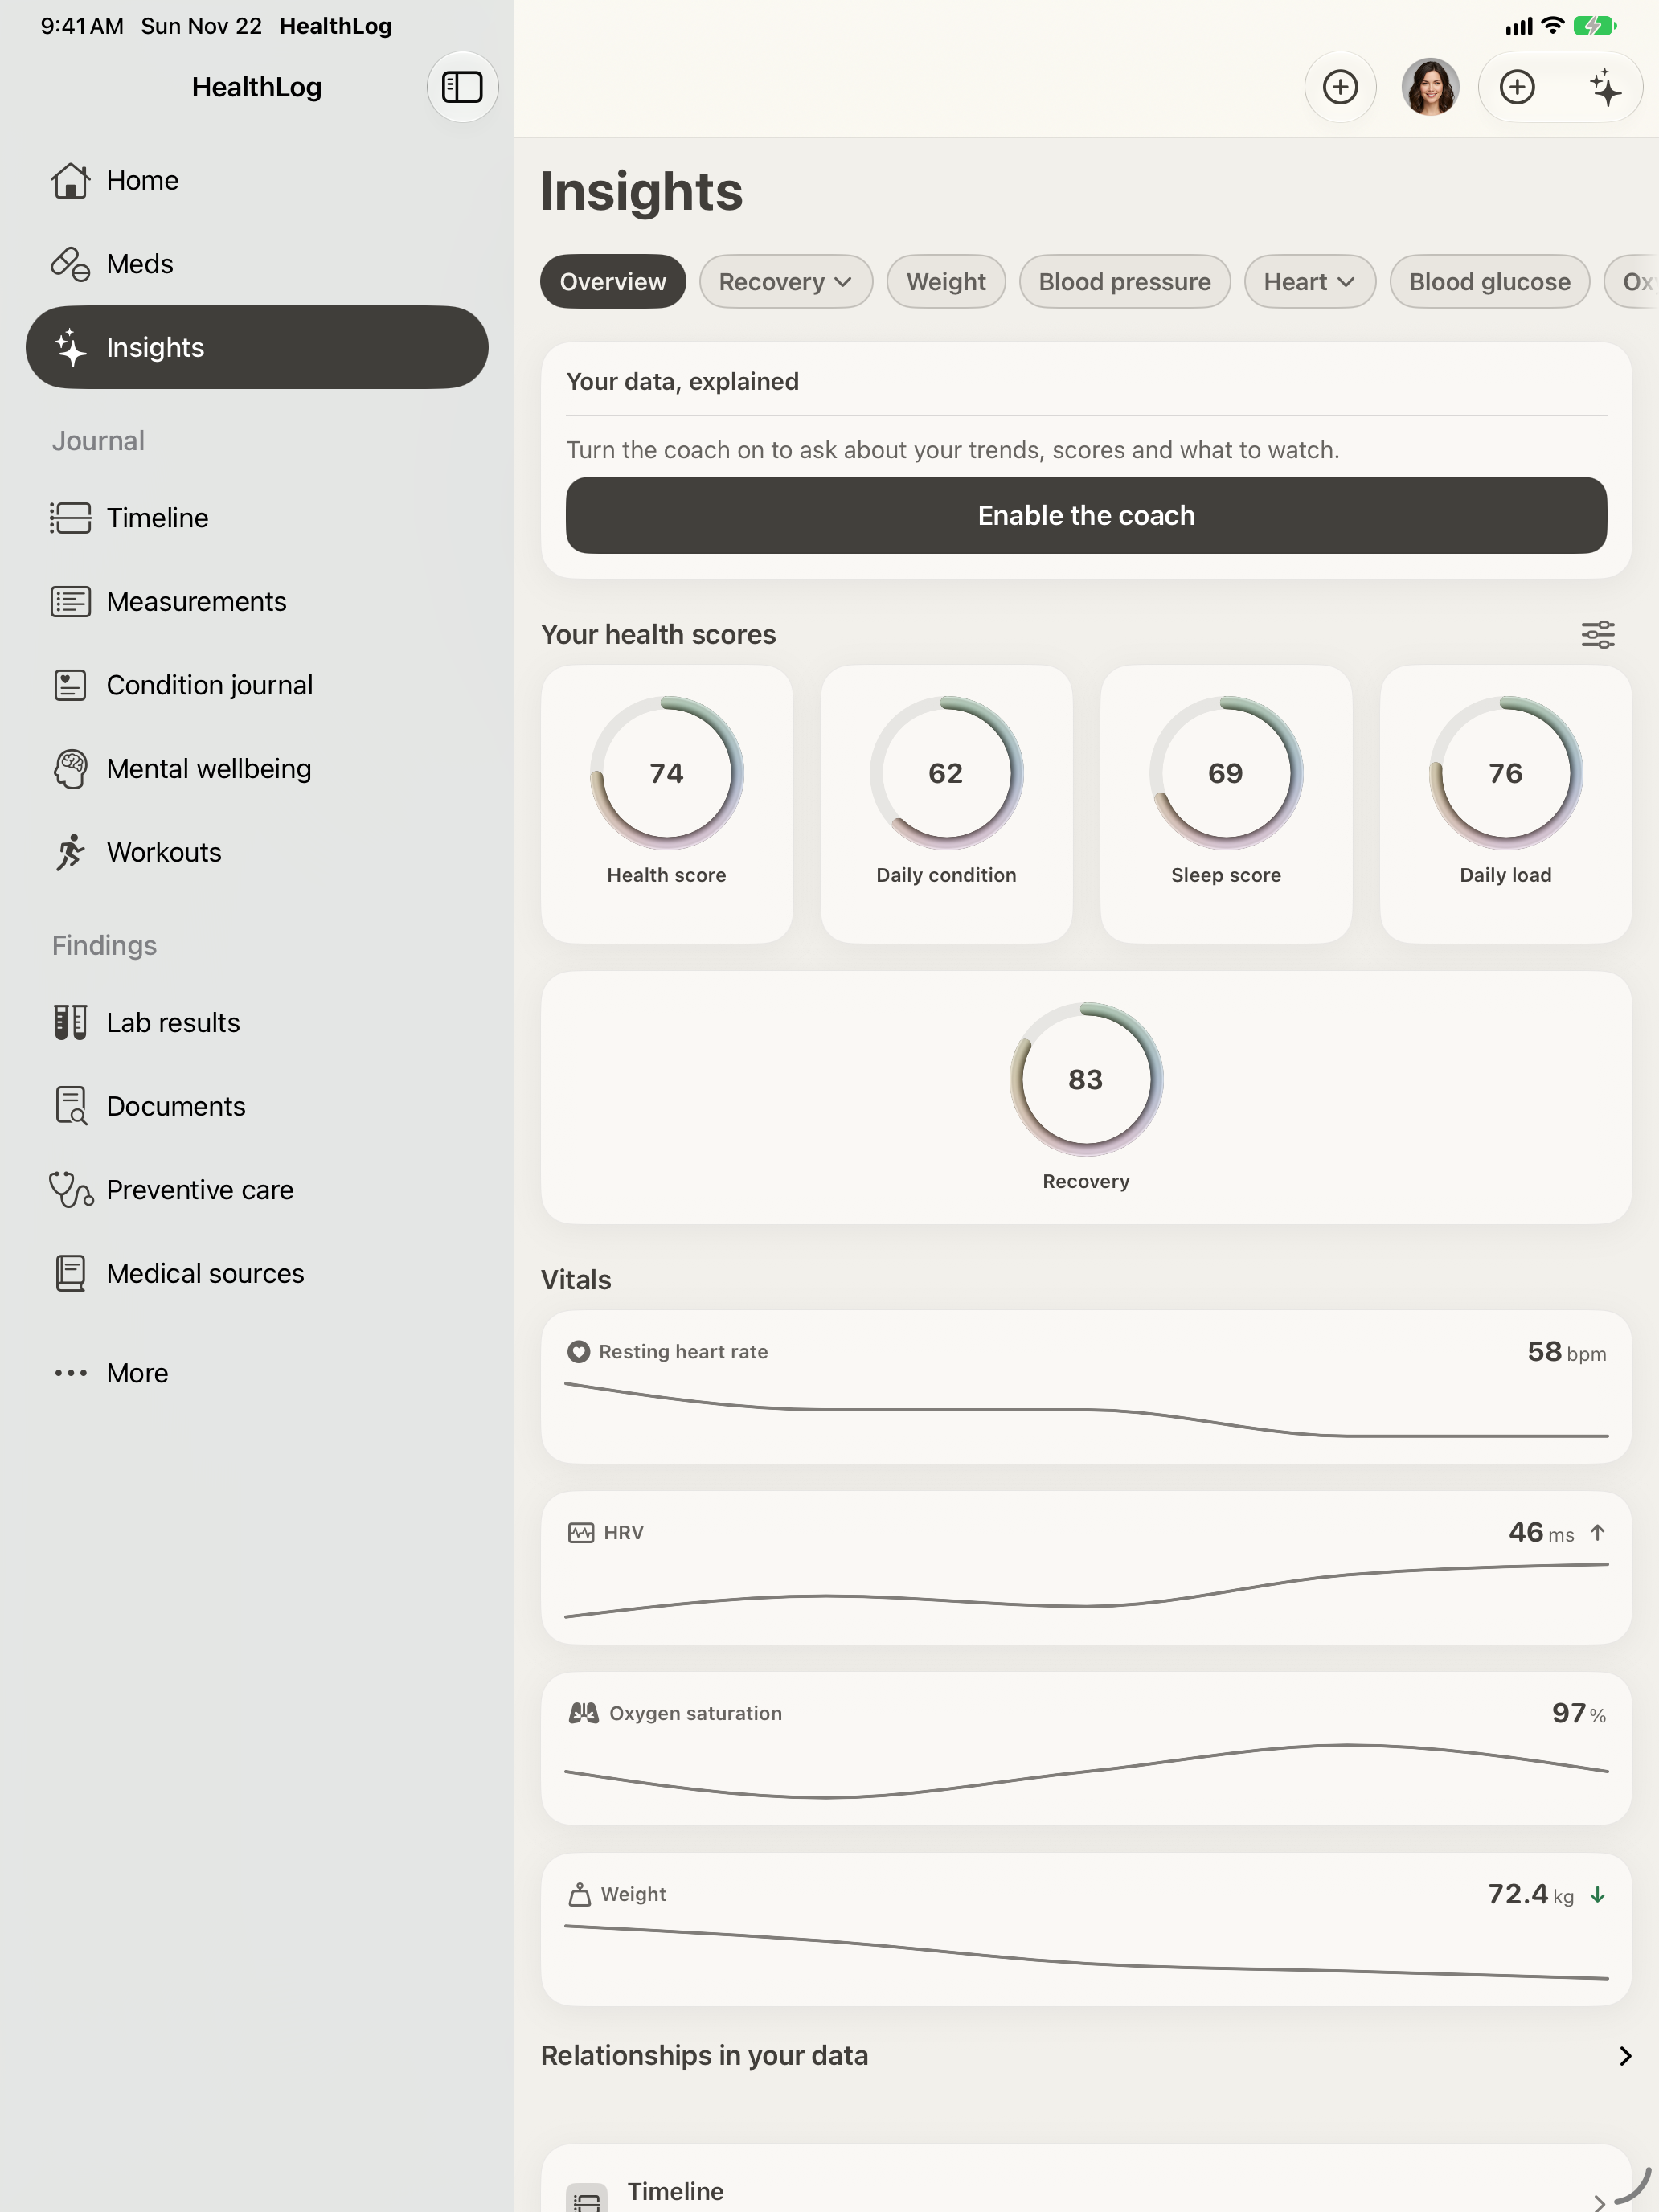 9:41 AM Sun Nov 22 HealthLog
HealthLog
Home
Meds
Insights
Journal
Timeline
Measurements
Condition journal
Mental wellbeing
Workouts
Findings
Lab results
Documents
Preventive care
Medical sources
More
Insights
Overview Recovery Weight Blood pressure Heart Blood glucose
Your data, explained
Turn the coach on to ask about your trends, scores and what to watch.
Enable the coach
Your health scores
74 62 69 76
Health score Daily condition Sleep score Daily load
83
Recovery
Vitals
Resting heart rate 58 bpm
HRV 46 ms
Oxygen saturation 97%
Weight 72.4 kg
Relationships in your data
Timeline